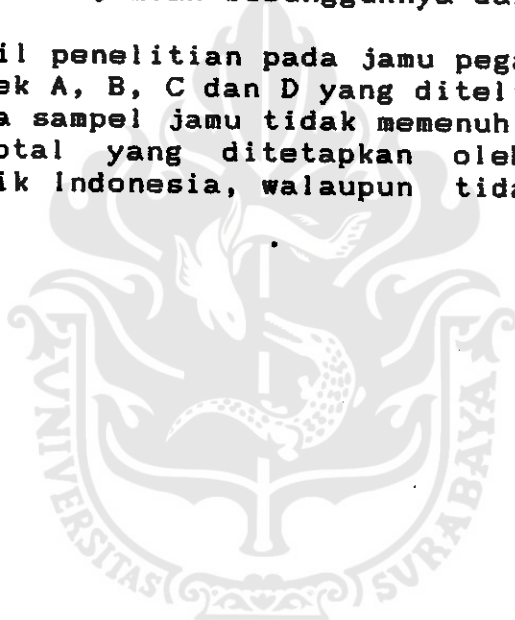 il penelitian pada jamu pega
ek A, B, C dan D yang ditel
a sampel jamu tidak memenuh
otal yang ditetapkan oleh
ik Indonesia, walaupun tida
UNIVERSITAS SURABAYA